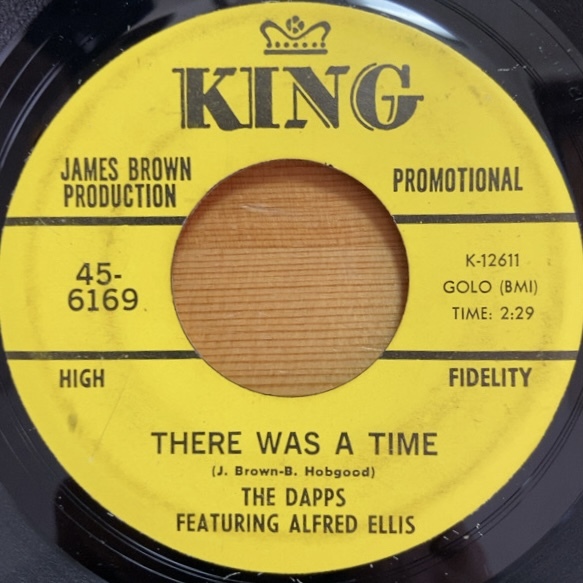 K
KING
JAMES BROWN
PRODUCTION
PROMOTIONAL
45-
6169
K-12611
GOLO (BMI)
TIME: 2:29
HIGH
FIDELITY
THERE WAS A TIME
(J. Brown-B. Hobgood)
THE DAPPS
FEATURING ALFRED ELLIS